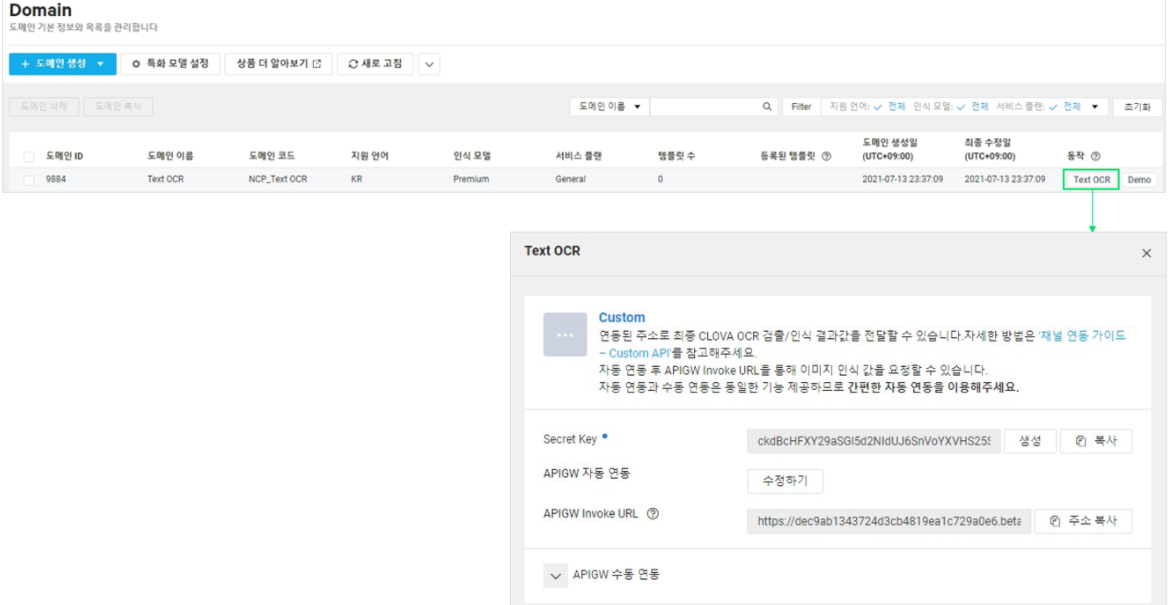 Domain
도메인 기본 정보와 목록을 관리합니다
+ 도메인 생성 특화 모델 설정 상품 더 알아보기 새로 고침
도메인 삭제 도메인 복사 도메인 이름 Filter 지원 언어: 전체 인식 모델: 전체 서비스 플랜: 전체 초기화
도메인 ID 도메인 이름 도메인 코드 지원 언어 인식 모델 서비스 플랜 템플릿 수 등록된 템플릿 도메인 생성일 (UTC+09:00) 최종 수정일 (UTC+09:00) 동작
9884 Text OCR NCP_Text OCR KR Premium General 0 2021-07-13 23:37:09 2021-07-13 23:37:09 Text OCR Demo
Text OCR
Custom
연동된 주소로 최종 CLOVA OCR 검출/인식 결과값을 전달할 수 있습니다.자세한 방법은 '채널 연동 가이드
– Custom API'를 참고해주세요.
자동 연동 후 APIGW Invoke URL을 통해 이미지 인식 값을 요청할 수 있습니다.
자동 연동과 수동 연동은 동일한 기능 제공하므로 간편한 자동 연동을 이용해주세요.
Secret Key ckdBcHFXY29aSGI5d2NIdUJ6SnVoYXVHS25S 생성 복사
APIGW 자동 연동 수정하기
APIGW Invoke URL https://dec9ab1343724d3cb4819ea1c729a0e6.beta 주소 복사
APIGW 수동 연동